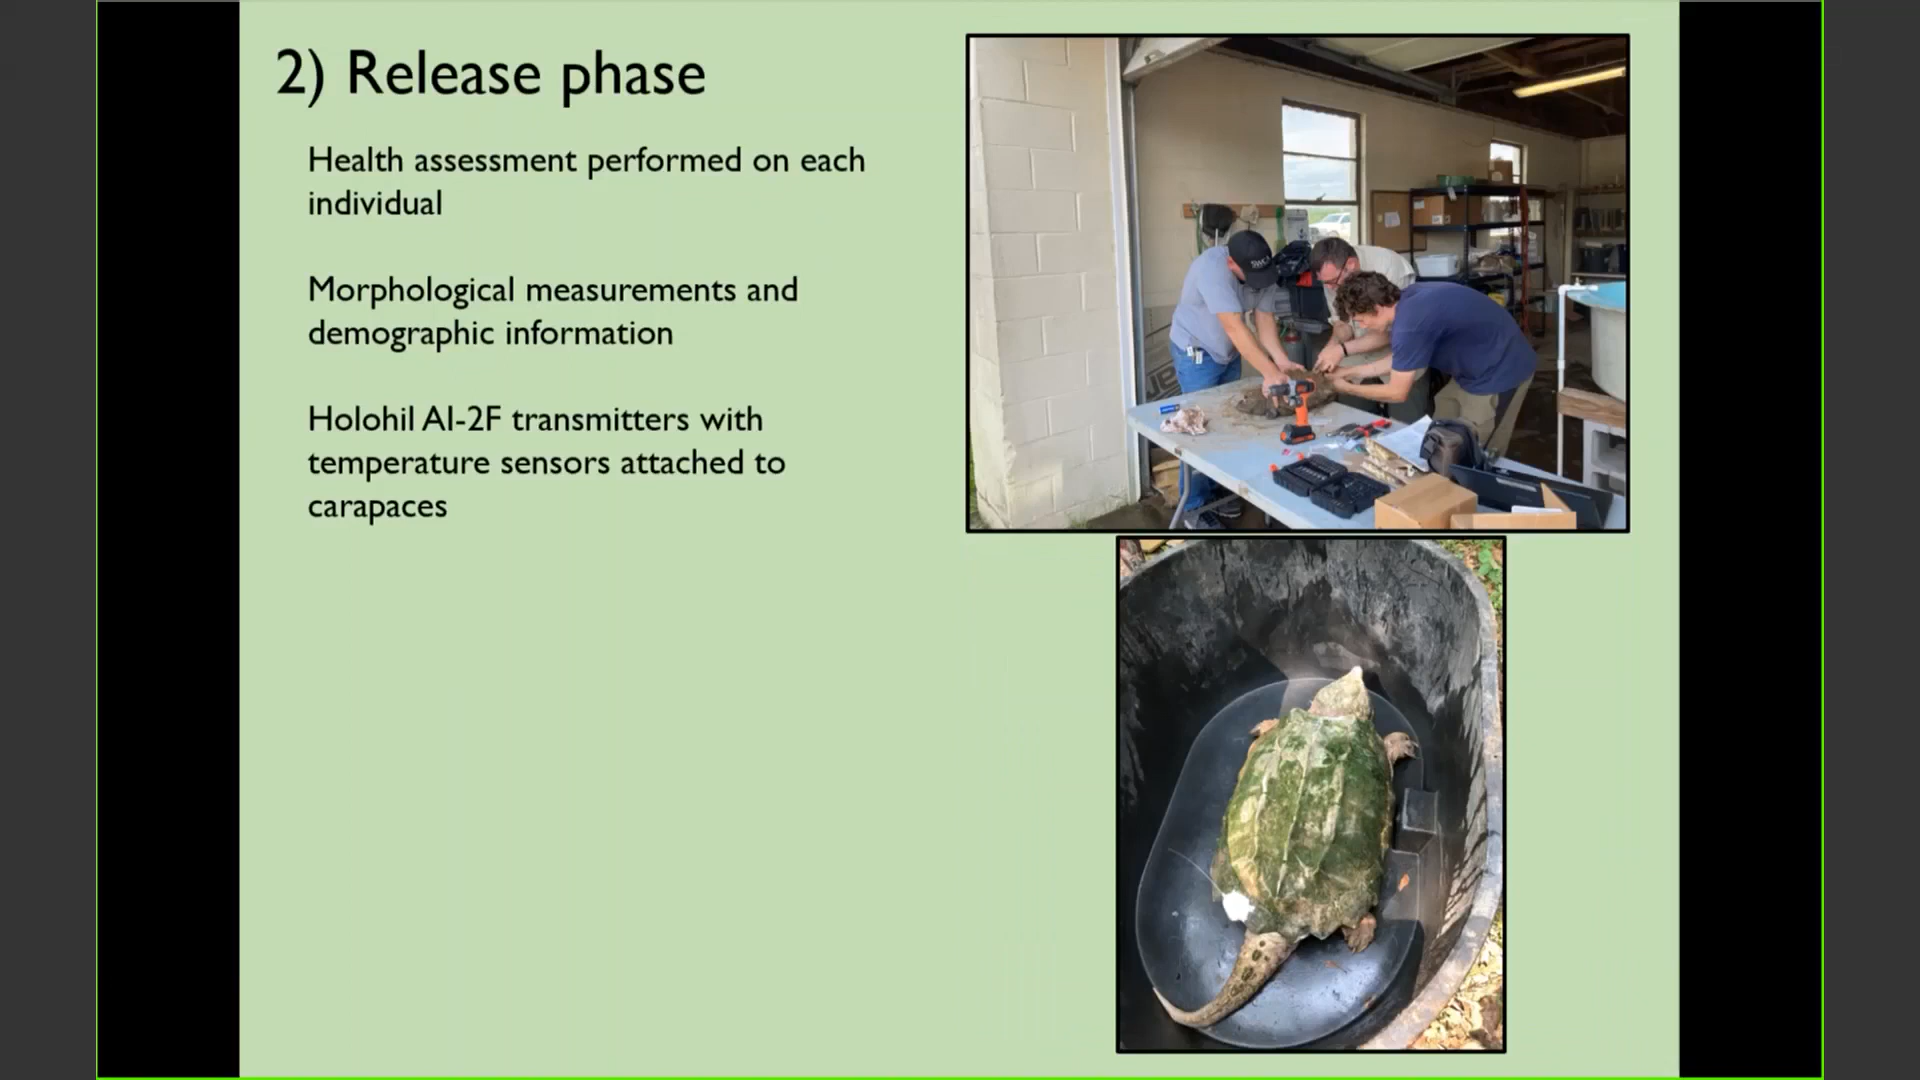 2) Release phase
Health assessment performed on each
individual
Morphological measurements and
demographic information
Holohil AI-2F transmitters with
temperature sensors attached to
carapaces